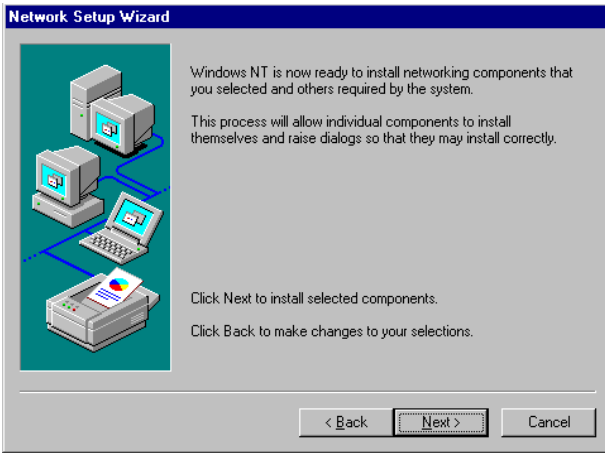 Network Setup Wizard
Windows NT is now ready to install networking components that
you selected and others required by the system.
This process will allow individual components to install
themselves and raise dialogs so that they may install correctly.
Click Next to install selected components.
Click Back to make changes to your selections.
< Back
Next >
Cancel